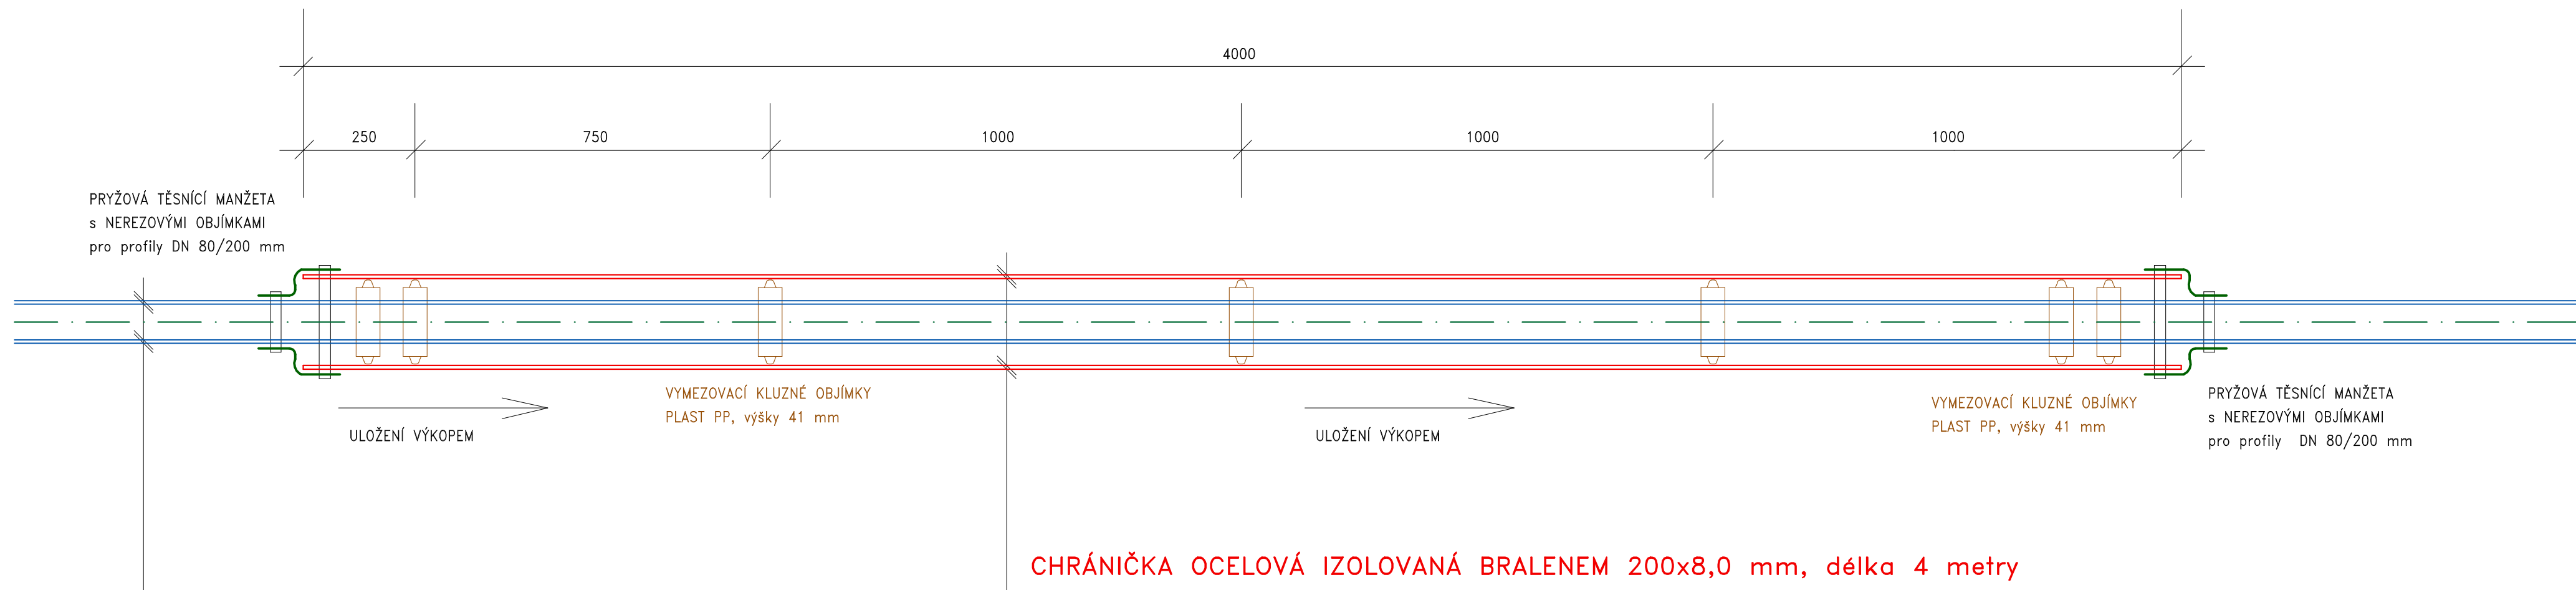 4000
250
750
1000
1000
1000
PRYŽOVÁ TĚSNÍCÍ MANŽETA
s NEREZOVÝMI OBJÍMKAMI
pro profily DN 80/200 mm
VYMEZOVACÍ KLUZNÉ OBJÍMKY
PLAST PP, výšky 41 mm
ULOŽENÍ VÝKOPEM
ULOŽENÍ VÝKOPEM
VYMEZOVACÍ KLUZNÉ OBJÍMKY
PLAST PP, výšky 41 mm
PRYŽOVÁ TĚSNÍCÍ MANŽETA
s NEREZOVÝMI OBJÍMKAMI
pro profily DN 80/200 mm
CHRÁNIČKA OCELOVÁ IZOLOVANÁ BRALENEM 200x8,0 mm, délka 4 metry